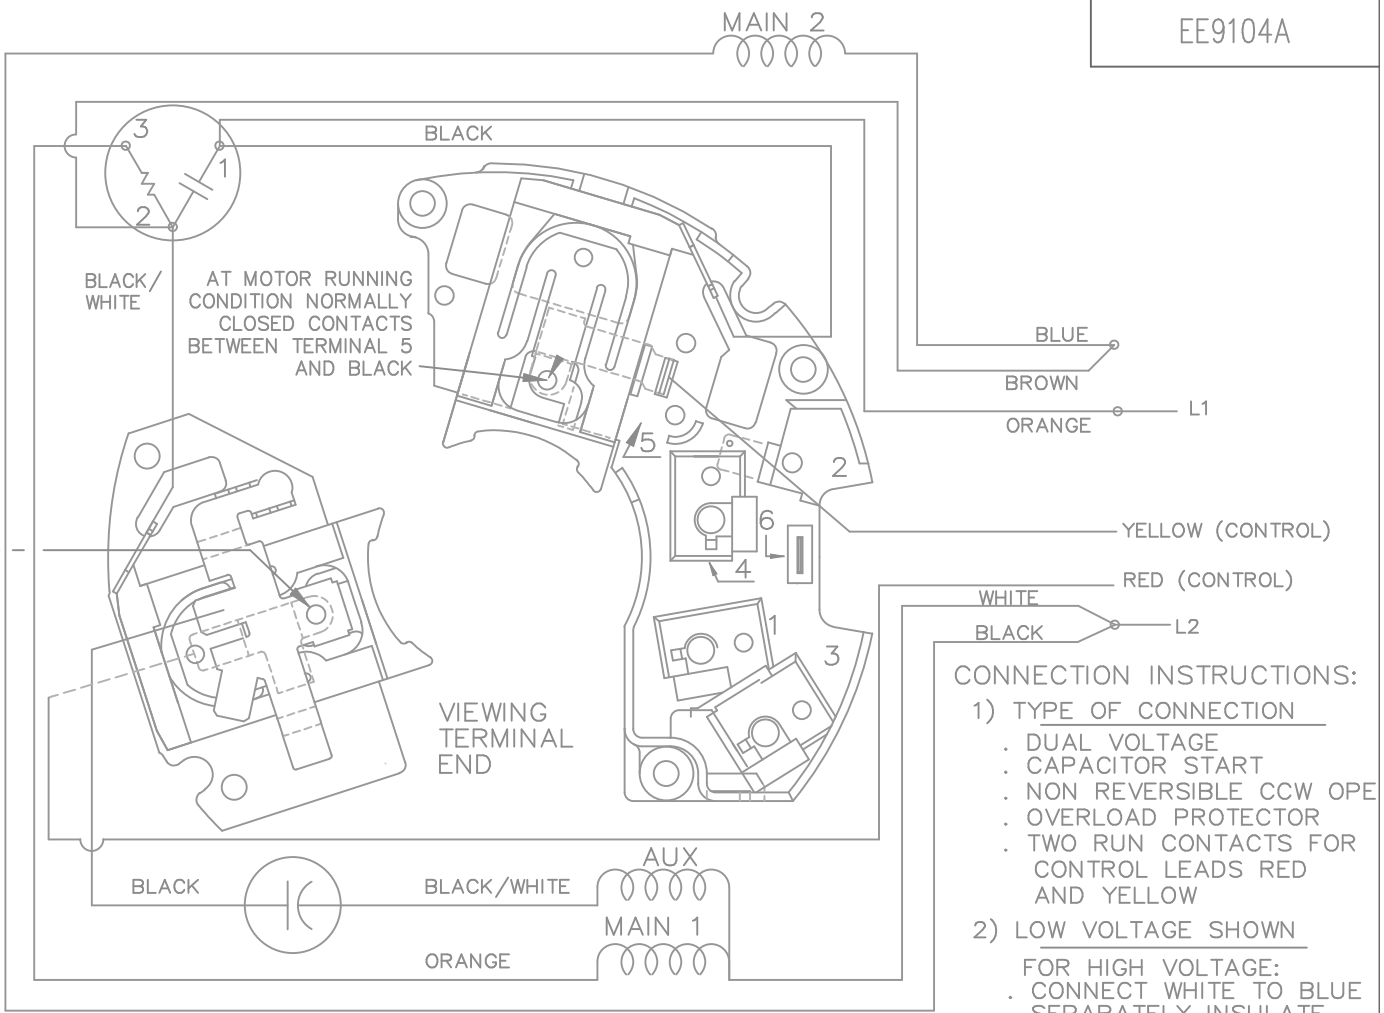 MAIN 2
EE9104A
3
BLACK
1
2
BLACK/
WHITE
AT MOTOR RUNNING
CONDITION NORMALLY
CLOSED CONTACTS
BETWEEN TERMINAL 5
AND BLACK
BLUE
BROWN
ORANGE
L1
5
2
6
4
YELLOW (CONTROL)
RED (CONTROL)
WHITE
BLACK
L2
1
3
VIEWING
TERMINAL
END
CONNECTION INSTRUCTIONS:
1) TYPE OF CONNECTION
. DUAL VOLTAGE
. CAPACITOR START
. NON REVERSIBLE CCW OPE
. OVERLOAD PROTECTOR
. TWO RUN CONTACTS FOR
CONTROL LEADS RED
AND YELLOW
2) LOW VOLTAGE SHOWN
FOR HIGH VOLTAGE:
. CONNECT WHITE TO BLUE
SEPARATELY INSULATE
AUX
BLACK
BLACK/WHITE
MAIN 1
ORANGE